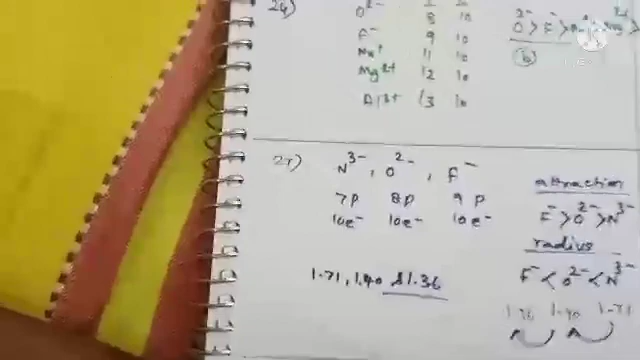 24)
O²⁻ 8 10
F⁻ 9 10
Na⁺ 11 10
Mg²⁺ 12 10
Al³⁺ 13 10
O²⁻ > F⁻ >
(b)
25) N³⁻, O²⁻, F⁻
7p 8p 9p
10e⁻ 10e⁻ 10e⁻
1.71, 1.40 & 1.36
attraction
F⁻ > O²⁻ > N³⁻
radius
F⁻ < O²⁻ < N³⁻
1.36 1.40 1.71